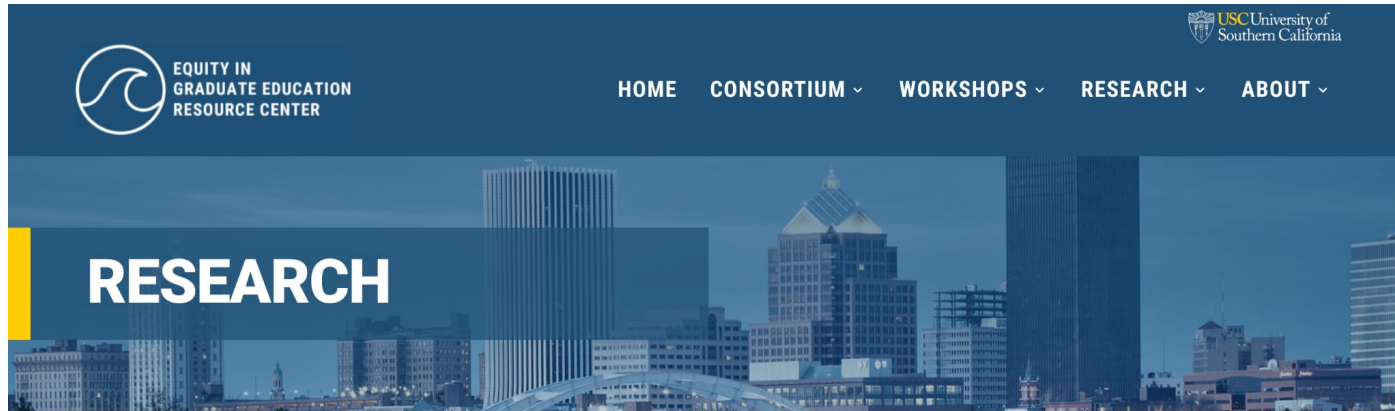 USC University of
Southern California
EQUITY IN
GRADUATE EDUCATION
RESOURCE CENTER
HOME CONSORTIUM WORKSHOPS RESEARCH ABOUT
RESEARCH